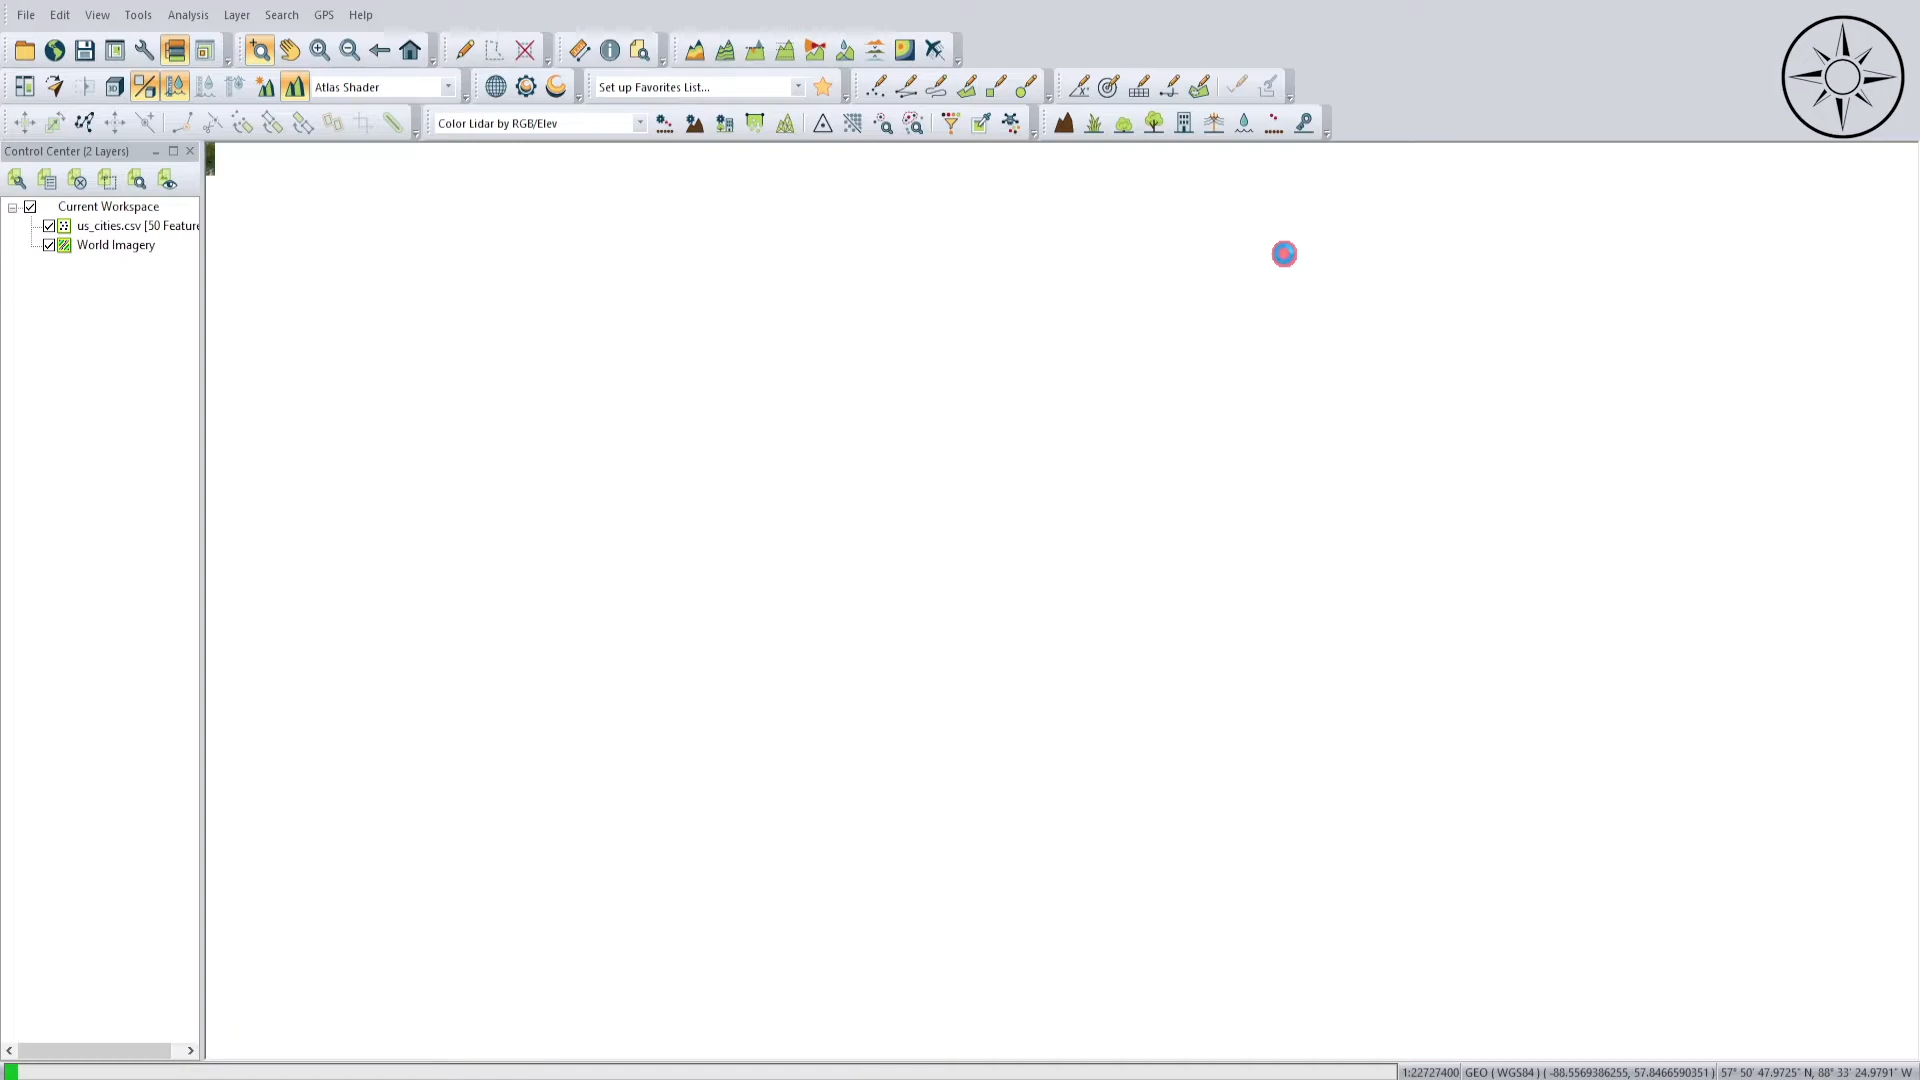 File Edit View Tools Analysis Layer Search GPS Help
Atlas Shader
Set up Favorites List...
Color Lidar by RGB/Elev
Control Center (2 Layers)
Current Workspace
us_cities.csv [50 Feature
World Imagery
1:22727400 GEO ( WGS84 ) ( -88.5569386255, 57.8466590351 ) 57° 50' 47.9725" N, 88° 33' 24.9791" W